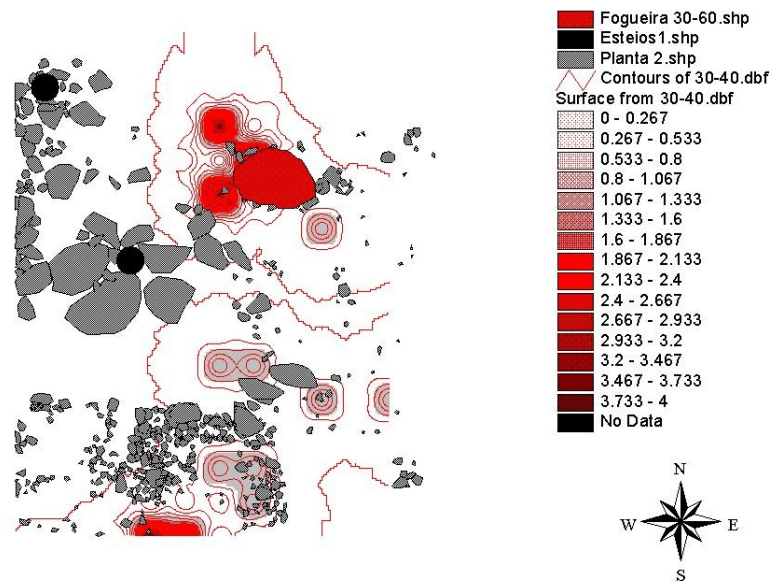 Fogueira 30-60.shp
Esteios1.shp
Planta 2.shp
Contours of 30-40.dbf
Surface from 30-40.dbf
0 - 0.267
0.267 - 0.533
0.533 - 0.8
0.8 - 1.067
1.067 - 1.333
1.333 - 1.6
1.6 - 1.867
1.867 - 2.133
2.133 - 2.4
2.4 - 2.667
2.667 - 2.933
2.933 - 3.2
3.2 - 3.467
3.467 - 3.733
3.733 - 4
No Data
N
W E
S